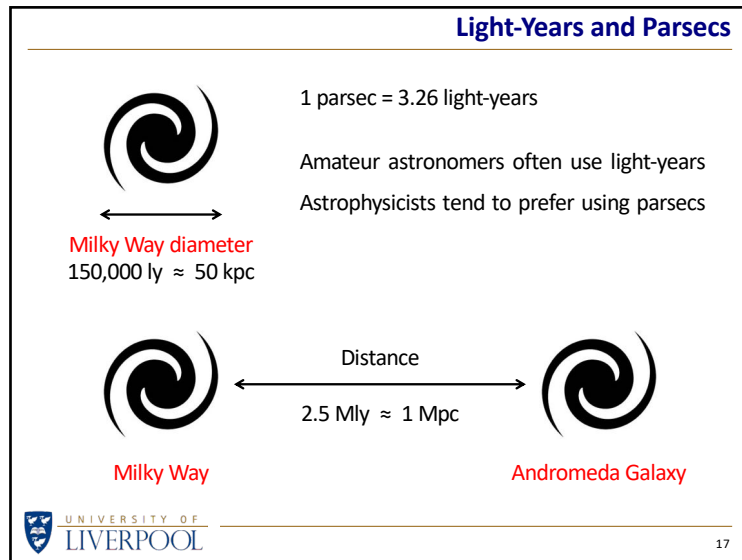 Light-Years and Parsecs
1 parsec = 3.26 light-years
Amateur astronomers often use light-years
Astrophysicists tend to prefer using parsecs
Milky Way diameter
150,000 ly ≈ 50 kpc
Distance
2.5 Mly ≈ 1 Mpc
Milky Way
Andromeda Galaxy
UNIVERSITY OF
LIVERPOOL
17